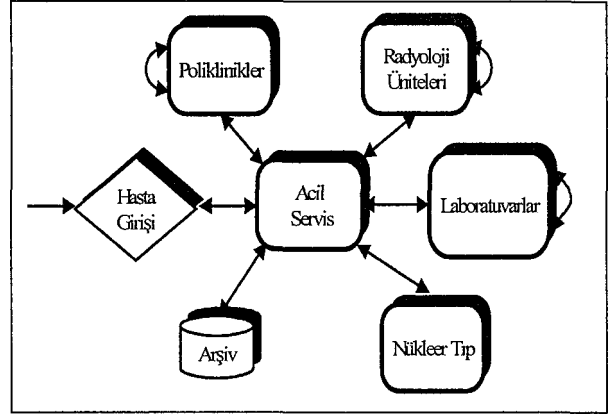 Poliklinikler
Radyoloji
Üniteleri
Hasta
Girişi
Acil
Servis
Laboratuvarlar
Arşiv
Nükleer Tıp